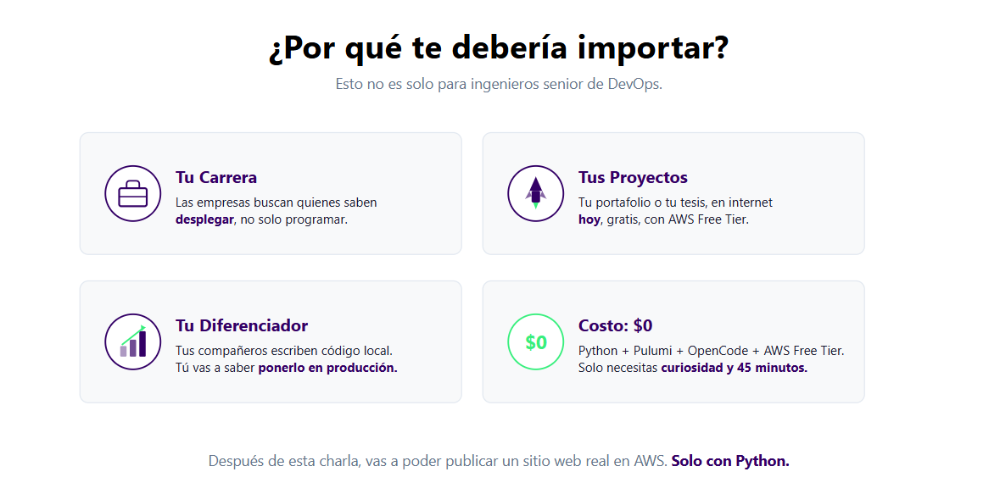 ¿Por qué te debería importar?
Esto no es solo para ingenieros senior de DevOps.
Tu Carrera
Las empresas buscan quienes saben
desplegar, no solo programar.
Tus Proyectos
Tu portafolio o tu tesis, en internet
hoy, gratis, con AWS Free Tier.
Tu Diferenciador
Tus compañeros escriben código local.
Tú vas a saber ponerlo en producción.
$0
Costo: $0
Python + Pulumi + OpenCode + AWS Free Tier.
Solo necesitas curiosidad y 45 minutos.
Después de esta charla, vas a poder publicar un sitio web real en AWS. Solo con Python.